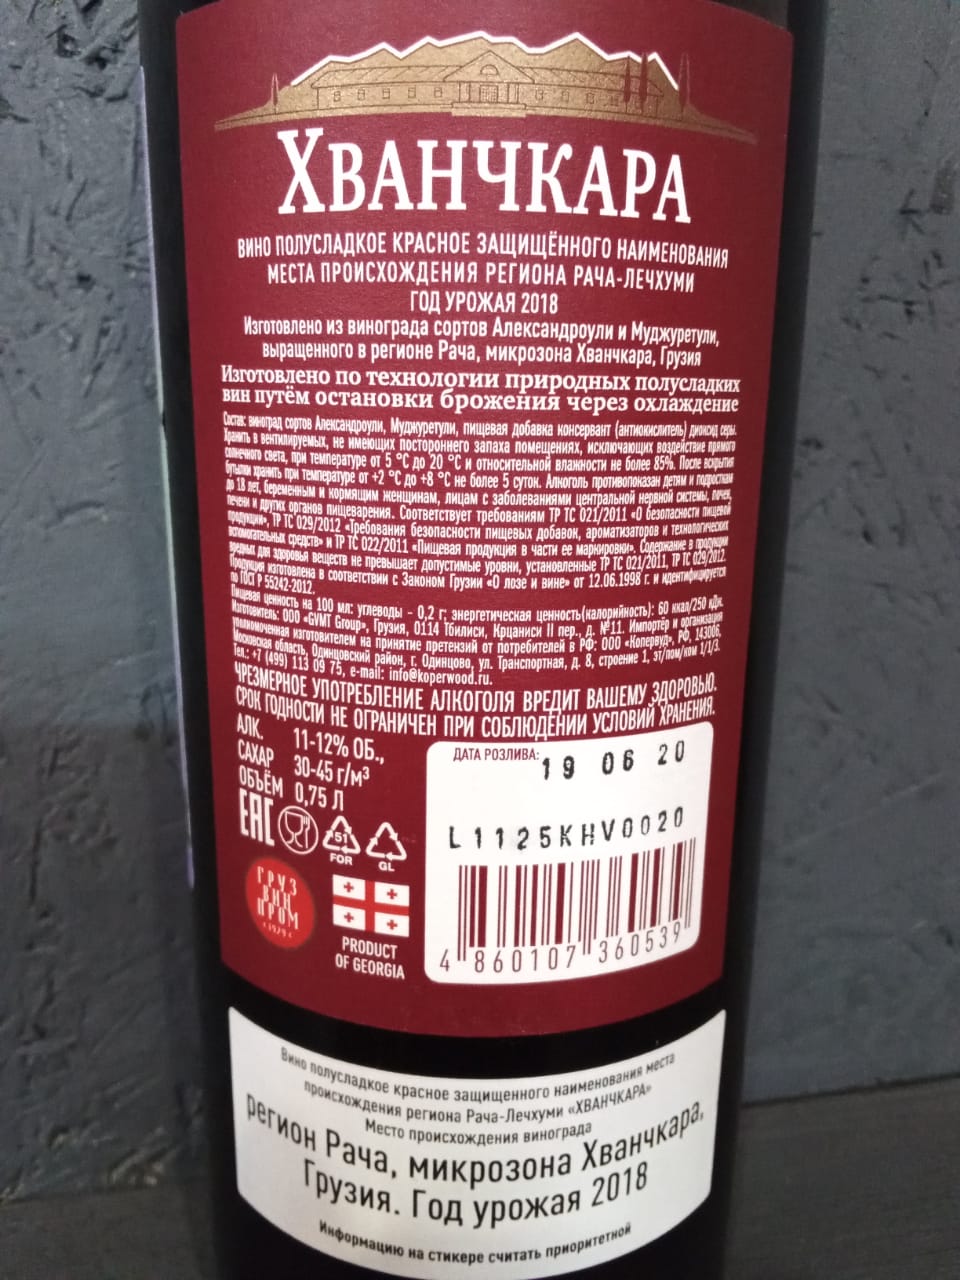 ХВАНЧКАРА
ВИНО ПОЛУСЛАДКОЕ КРАСНОЕ ЗАЩИЩЁННОГО НАИМЕНОВАНИЯ
МЕСТА ПРОИСХОЖДЕНИЯ РЕГИОНА РАЧА-ЛЕЧХУМИ
ГОД УРОЖАЯ 2018
Изготовлено из винограда сортов Александроули и Муджуретули,
выращенного в регионе Рача, микрозона Хванчкара, Грузия
Изготовлено по технологии природных полусладких
вин путём остановки брожения через охлаждение
Состав: виноград сортов Александроули, Муджуретули, пищевая добавка консервант (антиокислитель) диоксид серы.
Хранить в вентилируемых, не имеющих постороннего запаха помещениях, исключающих воздействие прямого
солнечного света, при температуре от 5 °C до 20 °C и относительной влажности не более 85%. После вскрытия
бутылки хранить при температуре от +2 °C до +8 °C не более 5 суток. Алкоголь противопоказан детям и подросткам
до 18 лет, беременным и кормящим женщинам, лицам с заболеваниями центральной нервной системы, почек,
печени и других органов пищеварения. Соответствует требованиям ТР ТС 021/2011 «О безопасности пищевой
продукции», ТР ТС 029/2012 «Требования безопасности пищевых добавок, ароматизаторов и технологических
вспомогательных средств» и ТР ТС 022/2011 «Пищевая продукция в части ее маркировки». Содержание в продукции
вредных для здоровья веществ не превышает допустимые уровни, установленные ТР ТС 021/2011, ТР ТС 029/2012.
Продукция изготовлена в соответствии с Законом Грузии «О лозе и вине» от 12.06.1998 г. и идентифицируется
по ГОСТ Р 55242-2012.
Пищевая ценность на 100 мл: углеводы - 0,2 г; энергетическая ценность(калорийность): 60 ккал/250 кДж.
Изготовитель: ООО «GVMT Group», Грузия, 0114 Тбилиси, Крцаниси II пер., д. №11. Импортёр и организация
уполномоченная изготовителем на принятие претензий от потребителей в РФ: ООО «Копервуд», РФ, 143006,
Московская область, Одинцовский район, г. Одинцово, ул. Транспортная, д. 8, строение 1, эт/пом/ком 1/1/3.
Тел.: +7 (499) 113 09 75, e-mail: info@koperwood.ru.
ЧРЕЗМЕРНОЕ УПОТРЕБЛЕНИЕ АЛКОГОЛЯ ВРЕДИТ ВАШЕМУ ЗДОРОВЬЮ.
СРОК ГОДНОСТИ НЕ ОГРАНИЧЕН ПРИ СОБЛЮДЕНИИ УСЛОВИЙ ХРАНЕНИЯ.
АЛК. 11-12% ОБ.,
САХАР 30-45 г/м³
ОБЪЁМ 0,75 Л
ДАТА РОЗЛИВА: 19 06 20
L1125KHV0020
EAC
51
FOR
GL
ГРУЗ
ВИН
ПРОМ
1979
PRODUCT
OF GEORGIA
4 860107 360539
Вино полусладкое красное защищенного наименования места
происхождения региона Рача-Лечхуми «ХВАНЧКАРА»
Место происхождения винограда
регион Рача, микрозона Хванчкара,
Грузия. Год урожая 2018
Информацию на стикере считать приоритетной